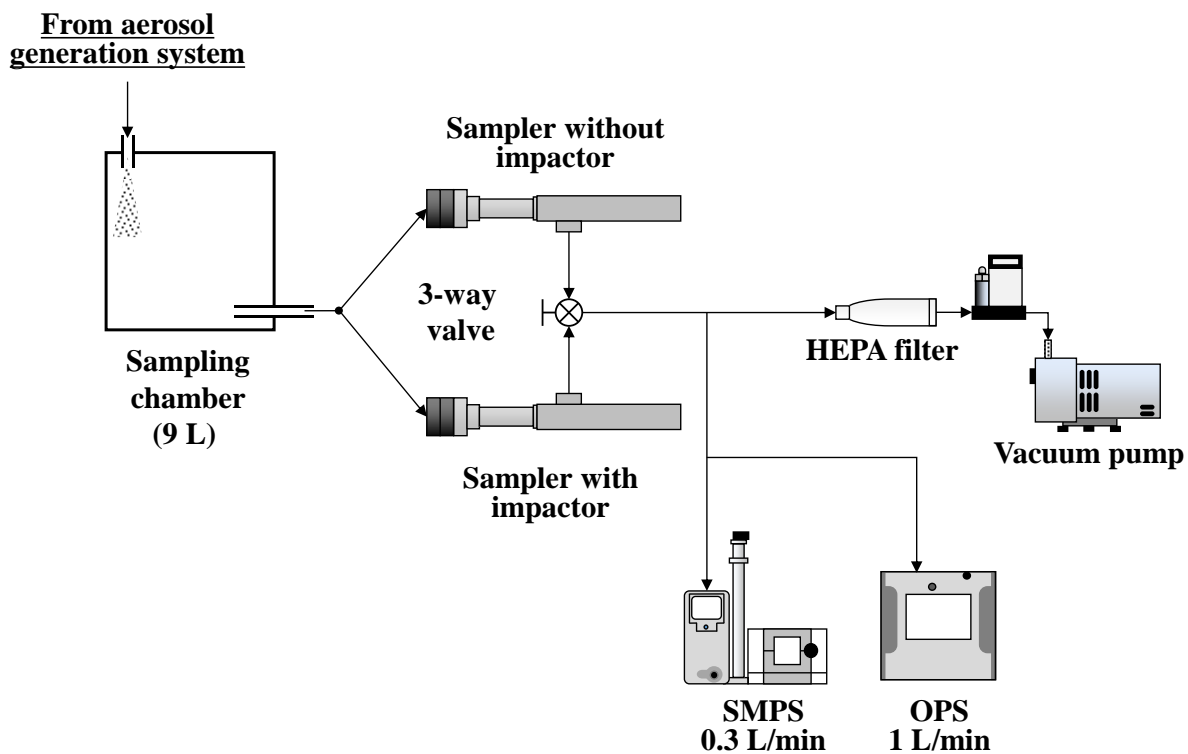 From aerosol
generation system
Sampler without
impactor
3-way
valve
HEPA filter
Sampling
chamber
(9 L)
Vacuum pump
Sampler with
impactor
SMPS
0.3 L/min
OPS
1 L/min